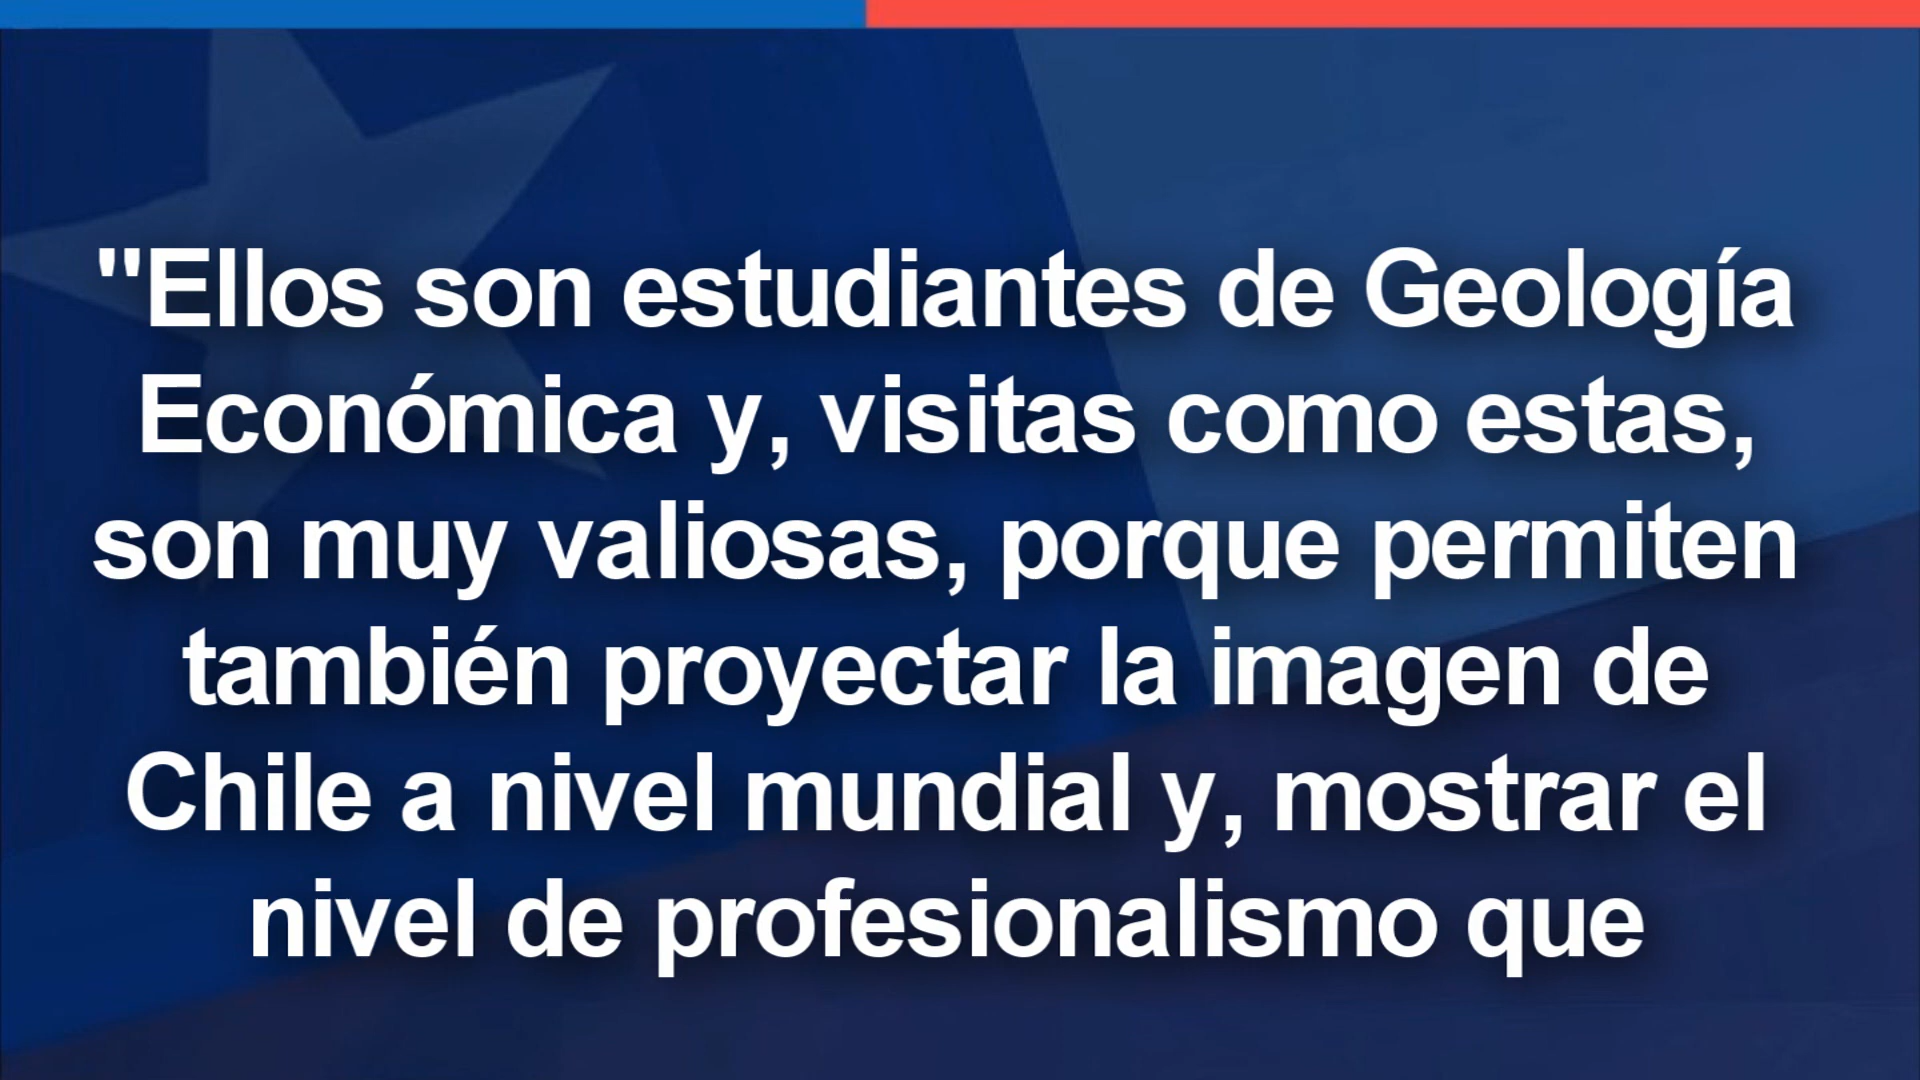 "Ellos son estudiantes de Geología
Económica y, visitas como estas,
son muy valiosas, porque permiten
también proyectar la imagen de
Chile a nivel mundial y, mostrar el
nivel de profesionalismo que